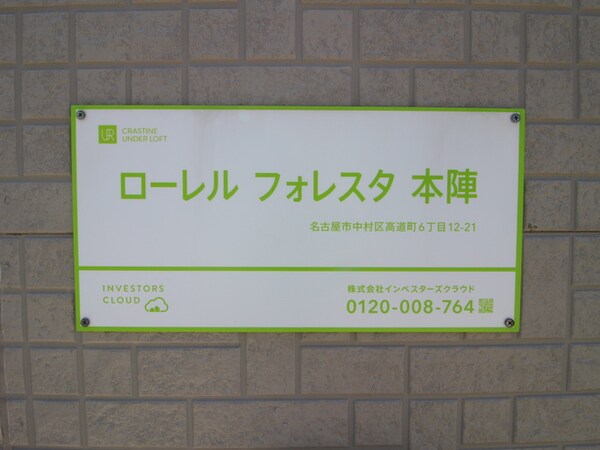 UR
CRASTINE
UNDER LOFT
ローレル フォレスタ 本陣
名古屋市中村区高道町6丁目12-21
INVESTORS
CLOUD
株式会社インベスターズクラウド
0120-008-764